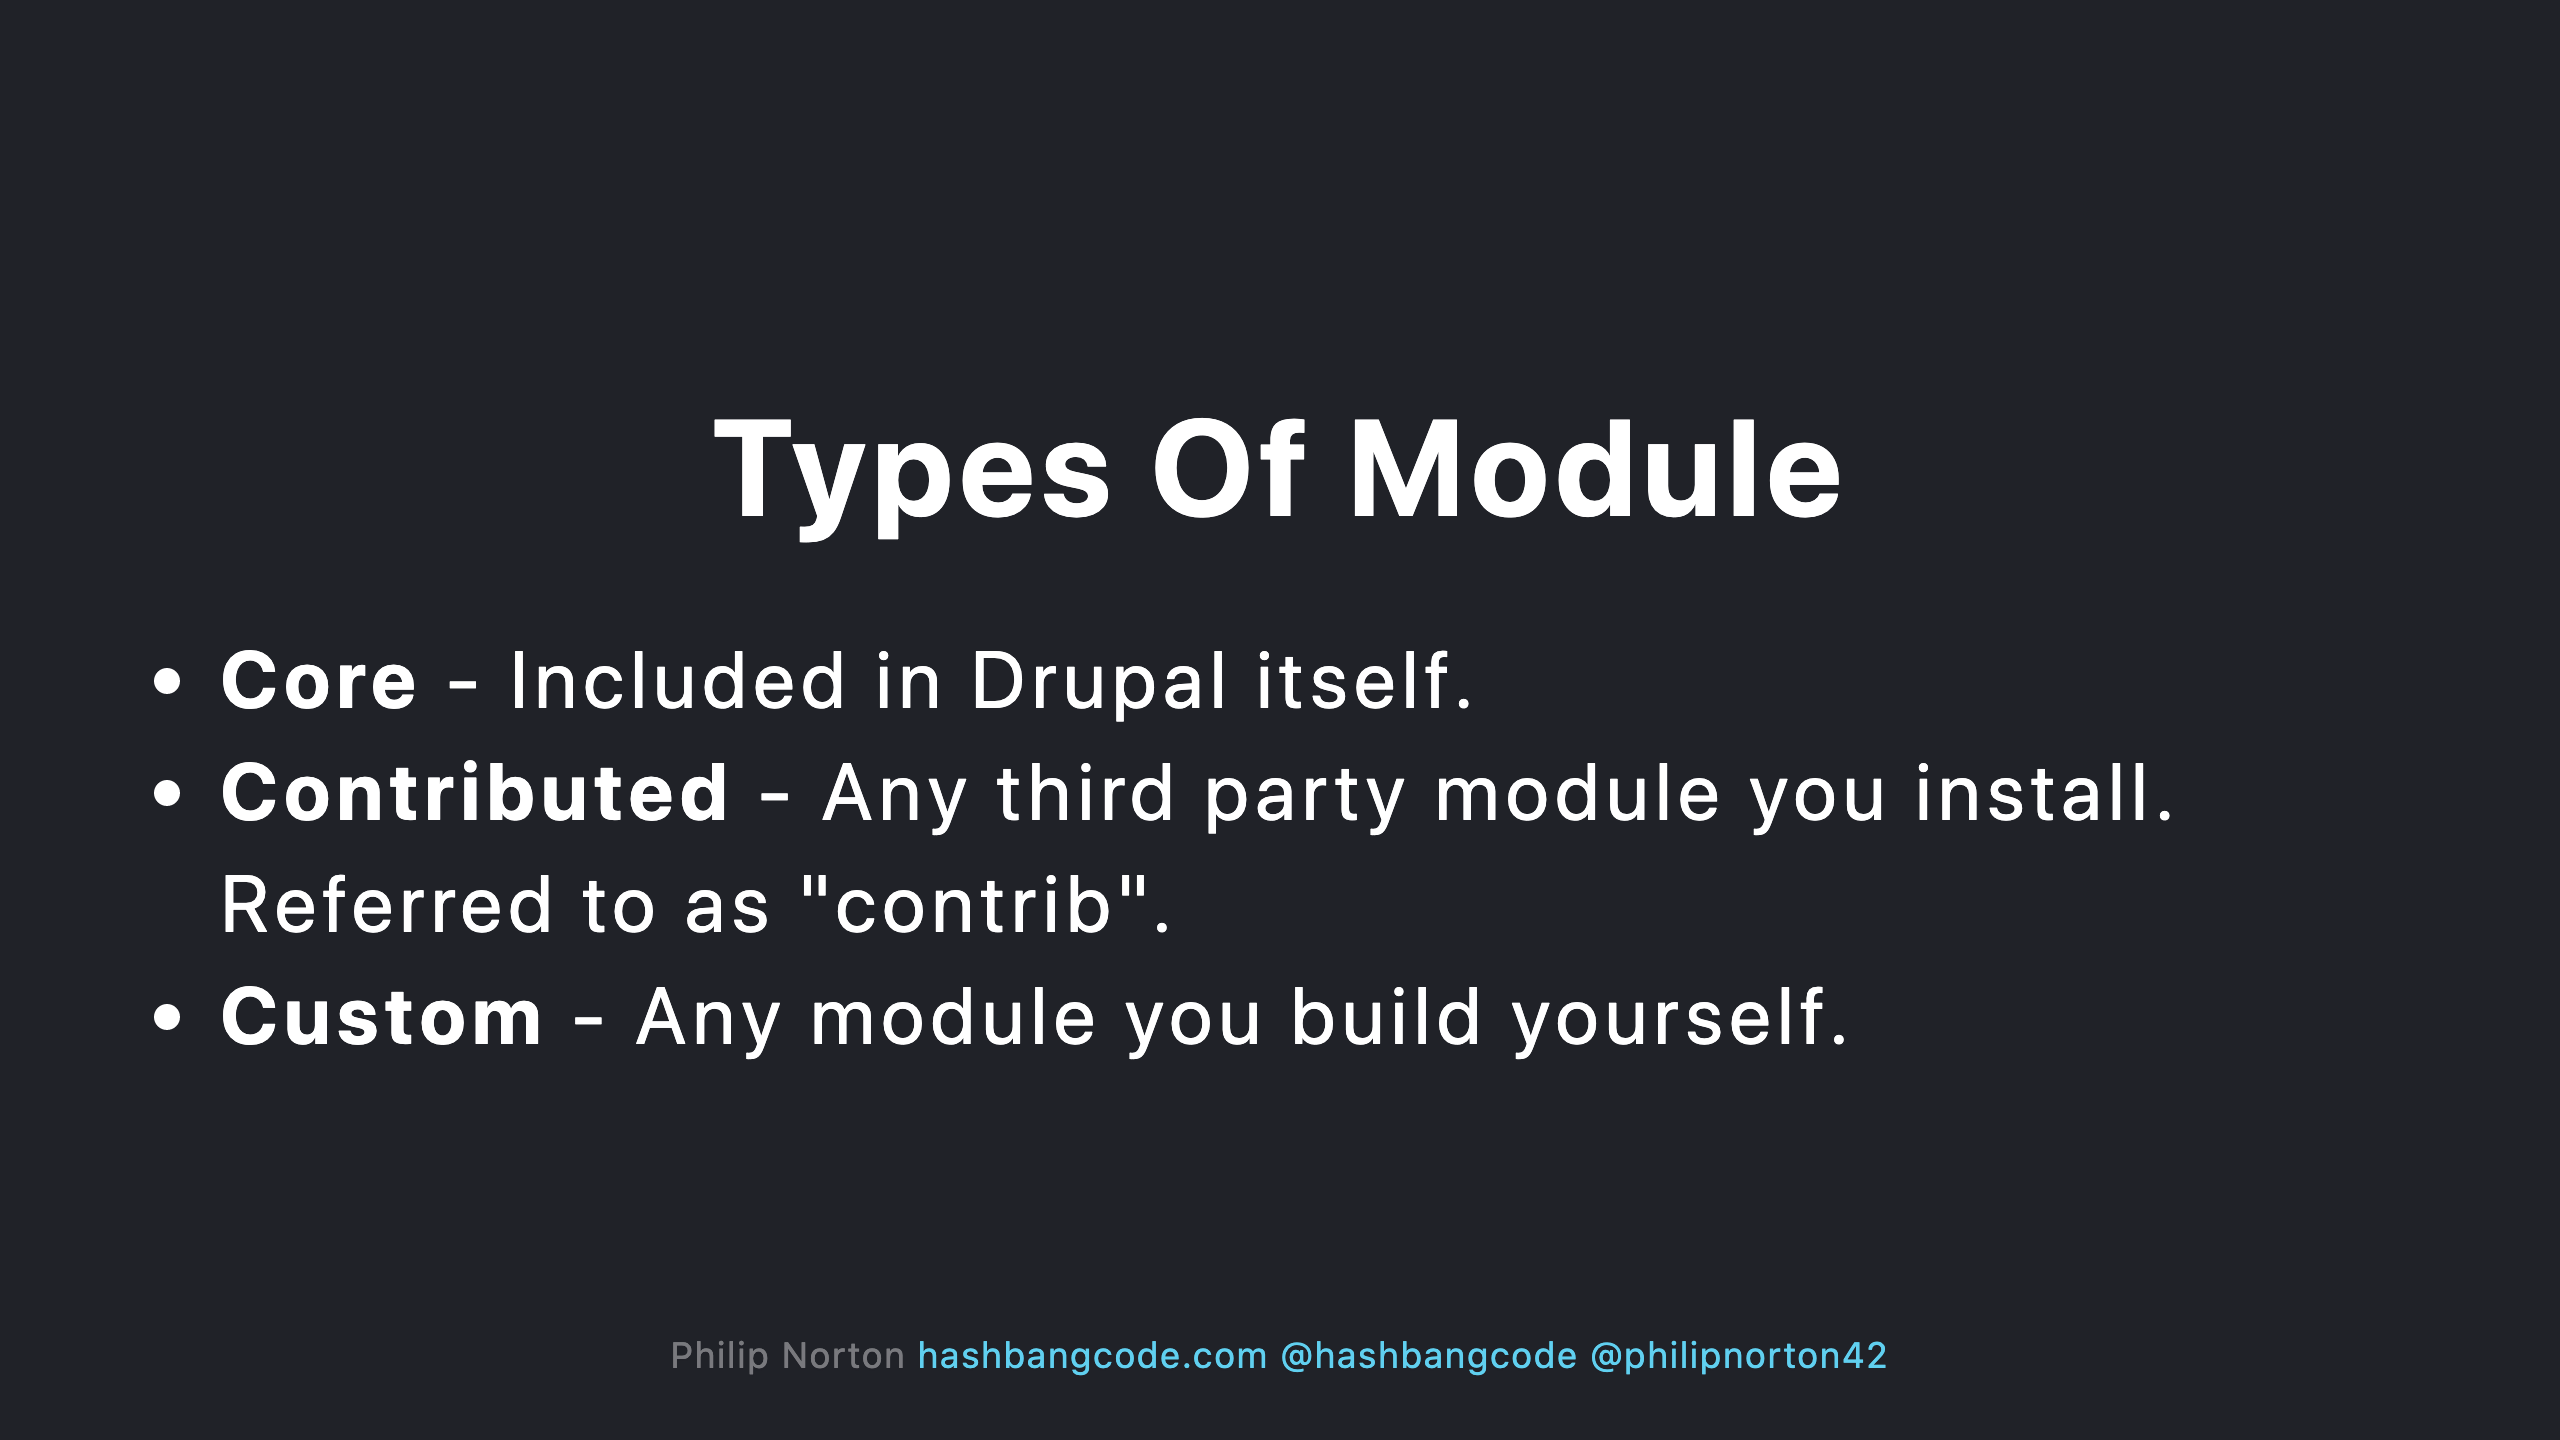 Types Of Module
• Core - Included in Drupal itself.
• Contributed - Any third party module you install.
Referred to as "contrib".
• Custom - Any module you build yourself.
Philip Norton hashbangcode.com @hashbangcode @philipnorton42